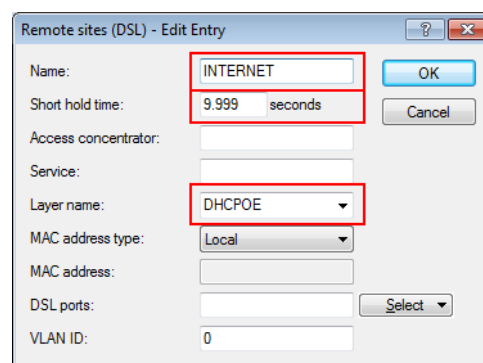 Remote sites (DSL) - Edit Entry
Name: INTERNET OK
Short hold time: 9.999 seconds Cancel
Access concentrator:
Service:
Layer name: DHCPOE
MAC address type: Local
MAC address:
DSL ports: Select
VLAN ID: 0